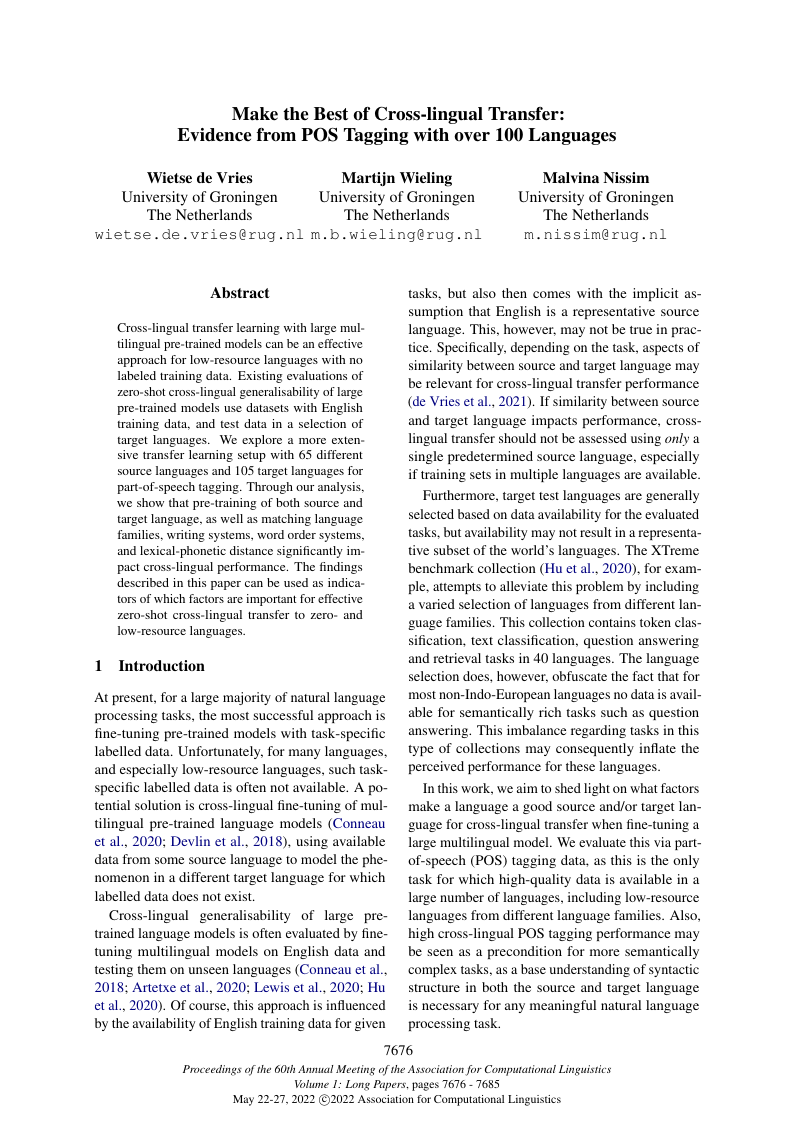 Make the Best of Cross-lingual Transfer:
Evidence from POS Tagging with over 100 Languages
Wietse de Vries
University of Groningen
The Netherlands
wietse.de.vries@rug.nl
Martijn Wieling
University of Groningen
The Netherlands
m.b.wieling@rug.nl
Malvina Nissim
University of Groningen
The Netherlands
m.nissim@rug.nl
Abstract
Cross-lingual transfer learning with large mul-
tilingual pre-trained models can be an effective
approach for low-resource languages with no
labeled training data. Existing evaluations of
zero-shot cross-lingual generalisability of large
pre-trained models use datasets with English
training data, and test data in a selection of
target languages. We explore a more exten-
sive transfer learning setup with 65 different
source languages and 105 target languages for
part-of-speech tagging. Through our analysis,
we show that pre-training of both source and
target language, as well as matching language
families, writing systems, word order systems,
and lexical-phonetic distance significantly im-
pact cross-lingual performance. The findings
described in this paper can be used as indica-
tors of which factors are important for effective
zero-shot cross-lingual transfer to zero- and
low-resource languages.
1 Introduction
At present, for a large majority of natural language
processing tasks, the most successful approach is
fine-tuning pre-trained models with task-specific
labelled data. Unfortunately, for many languages,
and especially low-resource languages, such task-
specific labelled data is often not available. A po-
tential solution is cross-lingual fine-tuning of mul-
tilingual pre-trained language models (Conneau
et al., 2020; Devlin et al., 2018), using available
data from some source language to model the phe-
nomenon in a different target language for which
labelled data does not exist.
Cross-lingual generalisability of large pre-
trained language models is often evaluated by fine-
tuning multilingual models on English data and
testing them on unseen languages (Conneau et al.,
2018; Artetxe et al., 2020; Lewis et al., 2020; Hu
et al., 2020). Of course, this approach is influenced
by the availability of English training data for given
tasks, but also then comes with the implicit as-
sumption that English is a representative source
language. This, however, may not be true in prac-
tice. Specifically, depending on the task, aspects of
similarity between source and target language may
be relevant for cross-lingual transfer performance
(de Vries et al., 2021). If similarity between source
and target language impacts performance, cross-
lingual transfer should not be assessed using only a
single predetermined source language, especially
if training sets in multiple languages are available.
Furthermore, target test languages are generally
selected based on data availability for the evaluated
tasks, but availability may not result in a representa-
tive subset of the world's languages. The XTreme
benchmark collection (Hu et al., 2020), for exam-
ple, attempts to alleviate this problem by including
a varied selection of languages from different lan-
guage families. This collection contains token clas-
sification, text classification, question answering
and retrieval tasks in 40 languages. The language
selection does, however, obfuscate the fact that for
most non-Indo-European languages no data is avail-
able for semantically rich tasks such as question
answering. This imbalance regarding tasks in this
type of collections may consequently inflate the
perceived performance for these languages.
In this work, we aim to shed light on what factors
make a language a good source and/or target lan-
guage for cross-lingual transfer when fine-tuning a
large multilingual model. We evaluate this via part-
of-speech (POS) tagging data, as this is the only
task for which high-quality data is available in a
large number of languages, including low-resource
languages from different language families. Also,
high cross-lingual POS tagging performance may
be seen as a precondition for more semantically
complex tasks, as a base understanding of syntactic
structure in both the source and target language
is necessary for any meaningful natural language
processing task.
7676
Proceedings of the 60th Annual Meeting of the Association for Computational Linguistics
Volume 1: Long Papers, pages 7676 - 7685
May 22-27, 2022 ©2022 Association for Computational Linguistics